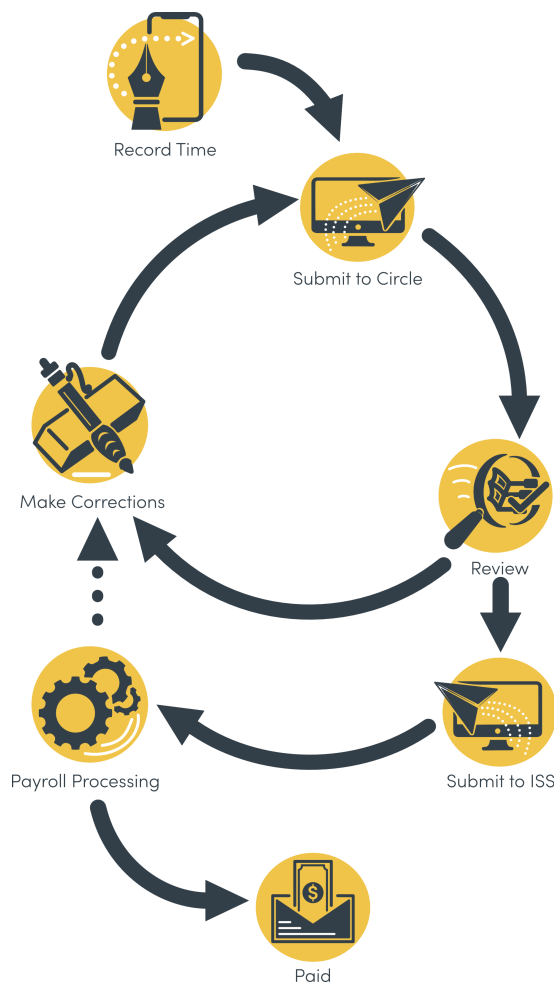 Record Time
Submit to Circle
Make Corrections
Review
Payroll Processing
Submit to ISS
$
Paid